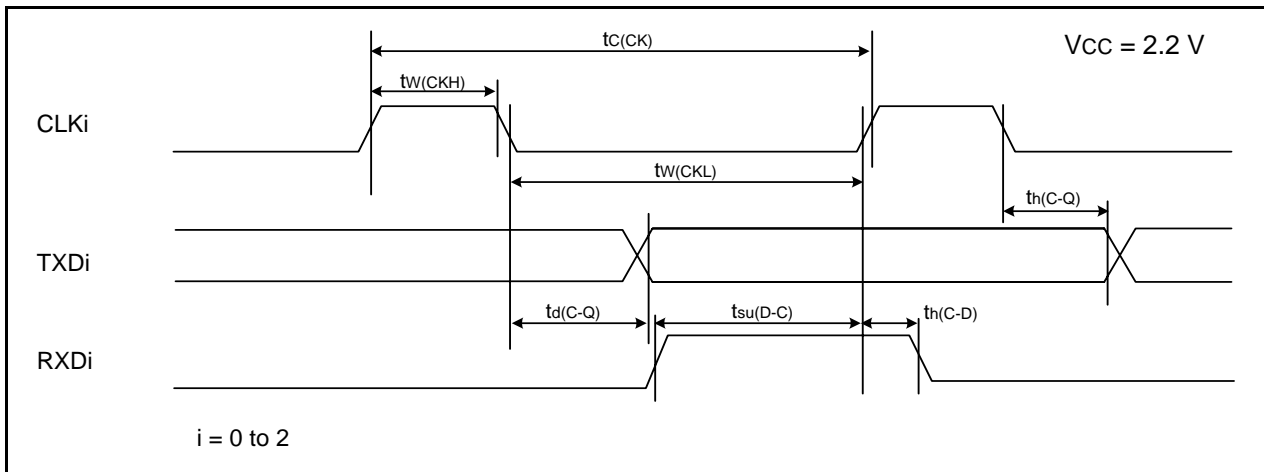 tC(CK)
VCC = 2.2 V
tW(CKH)
CLKi
tW(CKL)
th(C-Q)
TXDi
td(C-Q)
tsu(D-C)
th(C-D)
RXDi
i = 0 to 2